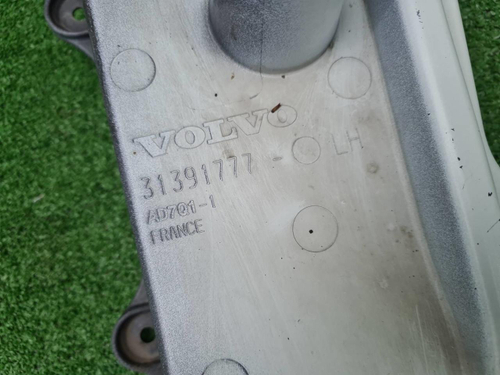 VOLVO
31391777 - LH
AD701-1
FRANCE